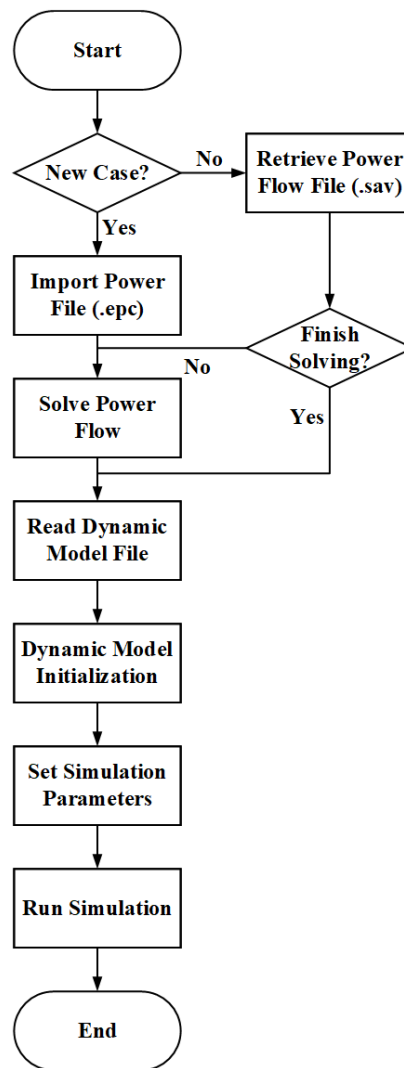 Start
New Case?
No
Retrieve Power
Flow File (.sav)
Yes
Import Power
File (.epc)
Finish
Solving?
No
Solve Power
Flow
Yes
Read Dynamic
Model File
Dynamic Model
Initialization
Set Simulation
Parameters
Run Simulation
End